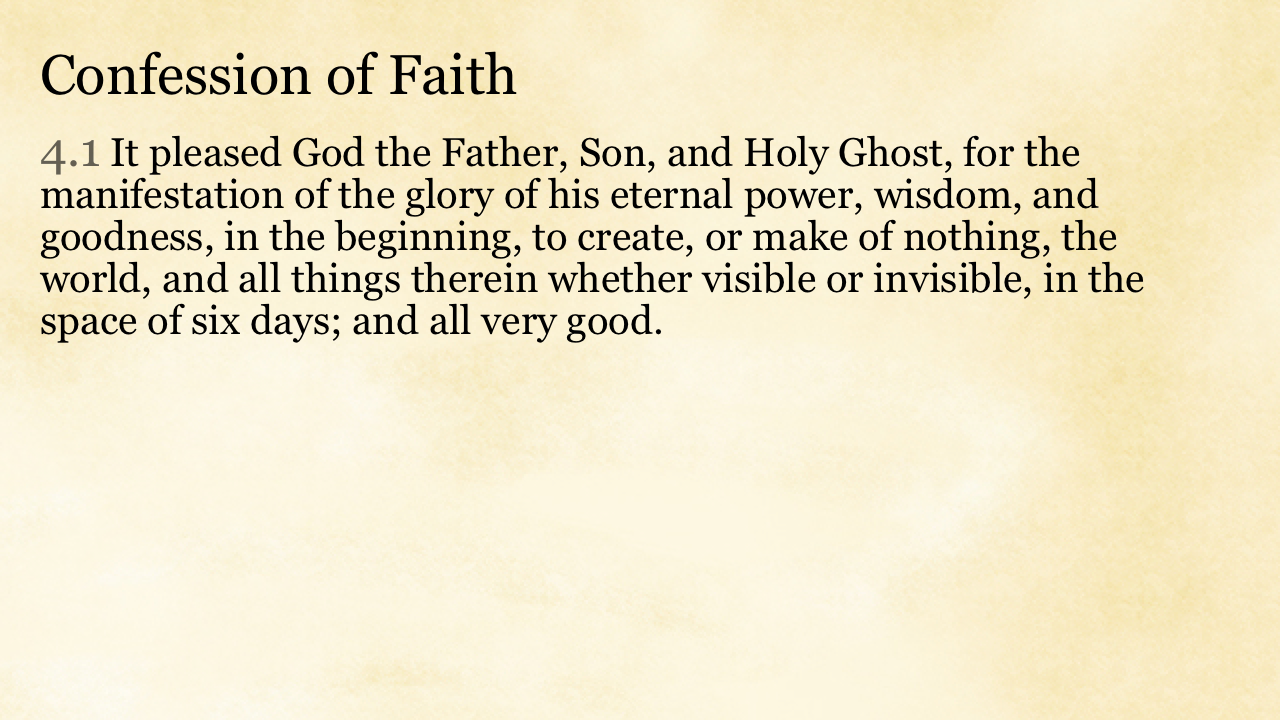 Confession of Faith
4.1 It pleased God the Father, Son, and Holy Ghost, for the
manifestation of the glory of his eternal power, wisdom, and
goodness, in the beginning, to create, or make of nothing, the
world, and all things therein whether visible or invisible, in the
space of six days; and all very good.